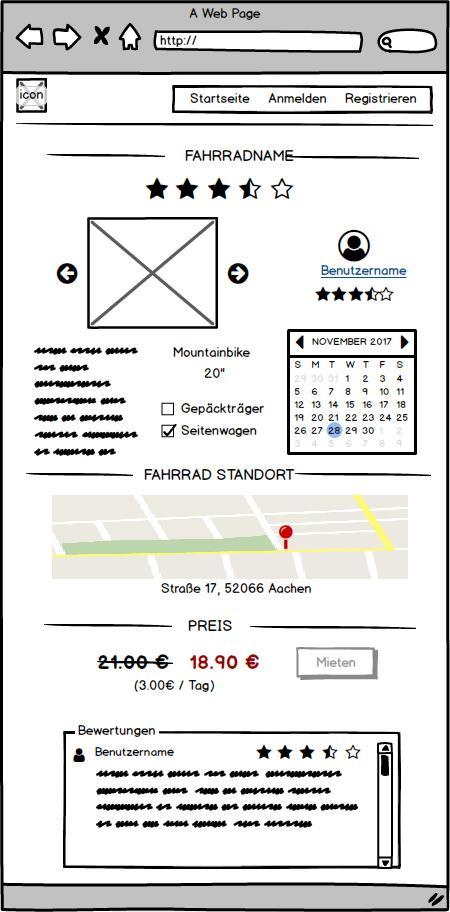 A Web Page
http://
icon
Startseite Anmelden Registrieren
FAHRRADNAME
Benutzername
Mountainbike
20"
Gepäckträger
Seitenwagen
NOVEMBER 2017
S M T W T F S
29 30 31 1 2 3 4
5 6 7 8 9 10 11
12 13 14 15 16 17 18
19 20 21 22 23 24 25
26 27 28 29 30 1 2
3 4 5 6 7 8 9
FAHRRAD STANDORT
Straße 17, 52066 Aachen
PREIS
21.00 € 18.90 €
Mieten
(3.00€ / Tag)
Bewertungen
Benutzername